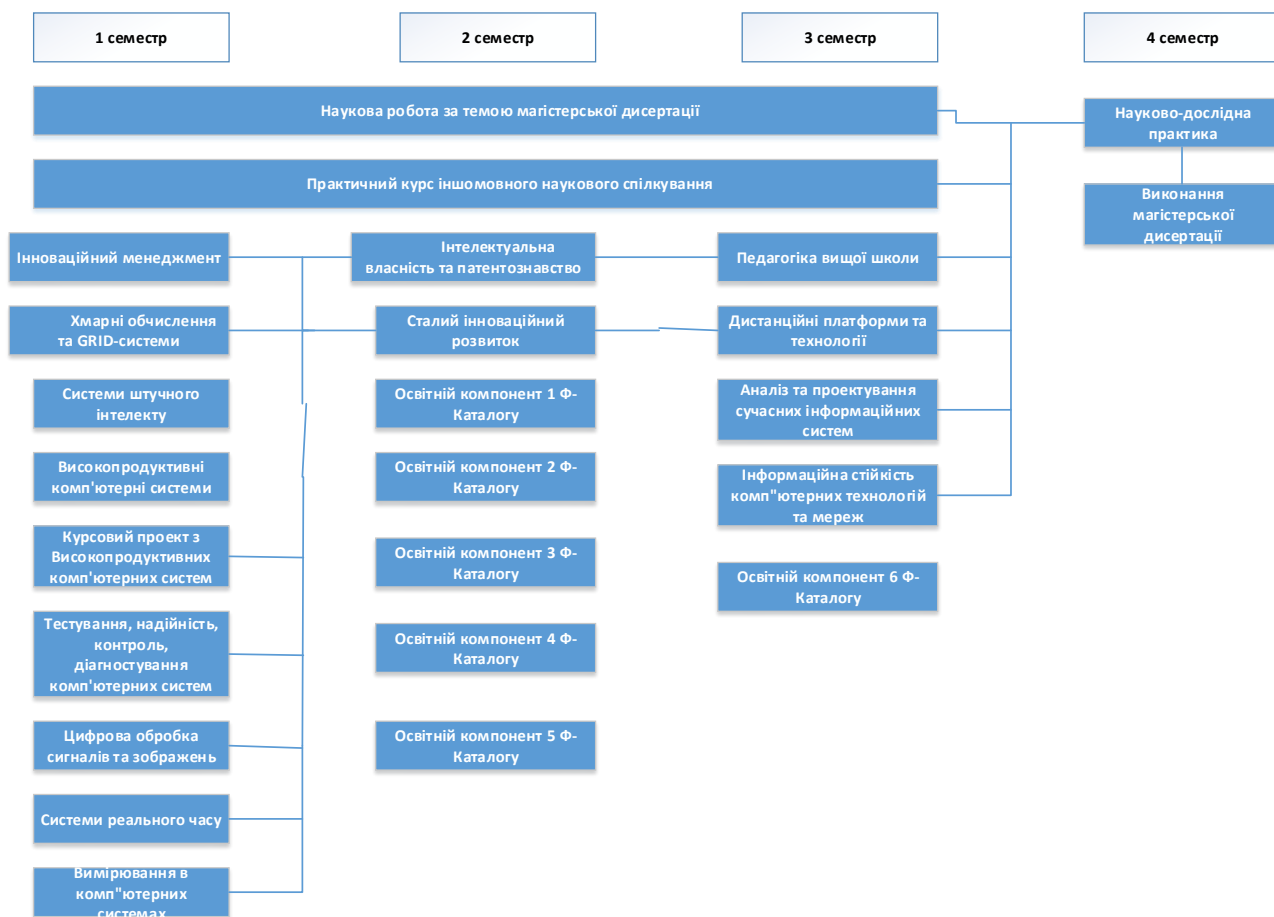 1 семестр
2 семестр
3 семестр
4 семестр
Наукова робота за темою магістерської дисертації
Науково-дослідна
практика
Практичний курс іншомовного наукового спілкування
Виконання
магістерської
дисертації
Інноваційний менеджмент
Інтелектуальна
власність та патентознавство
Педагогіка вищої школи
Хмарні обчислення
та GRID-системи
Сталий інноваційний
розвиток
Дистанційні платформи та
технології
Системи штучного
інтелекту
Освітній компонент 1 Ф-
Каталогу
Аналіз та проектування
сучасних інформаційних
систем
Високопродуктивні
комп'ютерні системи
Освітній компонент 2 Ф-
Каталогу
Інформаційна стійкість
комп"ютерних технологій
та мереж
Курсовий проект з
Високопродуктивних
комп'ютерних систем
Освітній компонент 3 Ф-
Каталогу
Освітній компонент 6 Ф-
Каталогу
Тестування, надійність,
контроль,
діагностування
комп'ютерних систем
Освітній компонент 4 Ф-
Каталогу
Цифрова обробка
сигналів та зображень
Освітній компонент 5 Ф-
Каталогу
Системи реального часу
Вимірювання в
комп"ютерних
системах